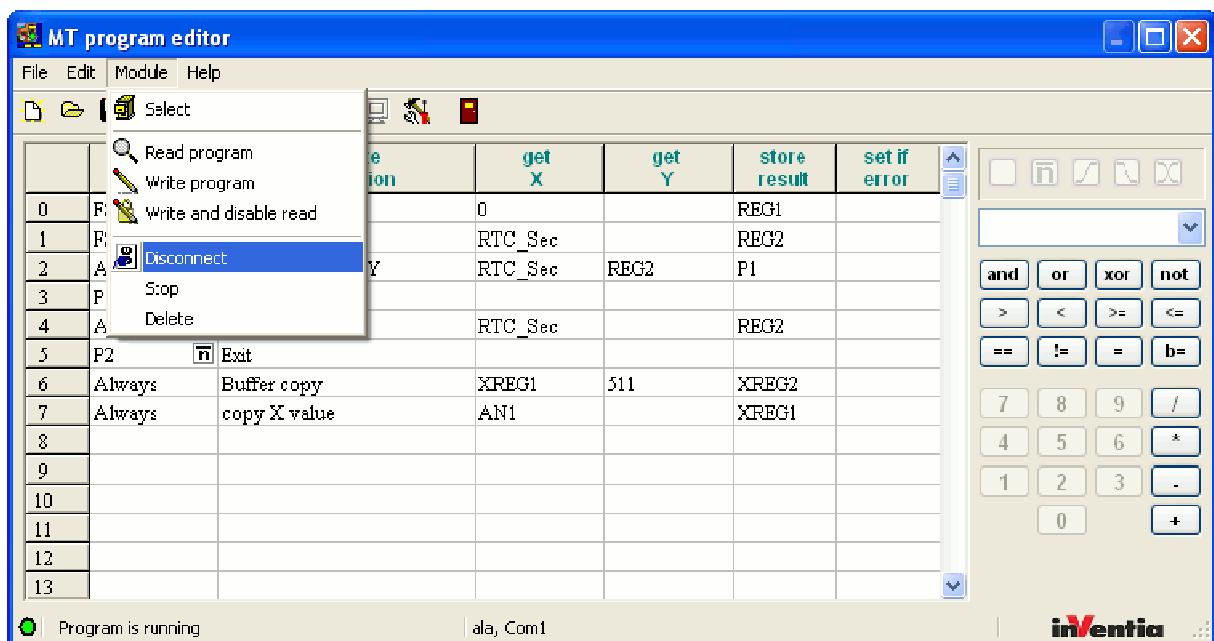 MT program editor
File Edit Module Help
Select
Read program
Write program
Write and disable read
Disconnect
Stop
Delete
get X get Y store result set if error
0 0 REG1
1 RTC_Sec REG2
2 A Y RTC_Sec REG2 P1
3 P
4 A RTC_Sec REG2
5 P2 n Exit
6 Always Buffer copy XREG1 511 XREG2
7 Always copy X value AN1 XREG1
8
9
10
11
12
13
n
and or xor not
> < >= <=
== != = b=
7 8 9 /
4 5 6 *
1 2 3 -
0 +
Program is running ala, Com1 inVentia